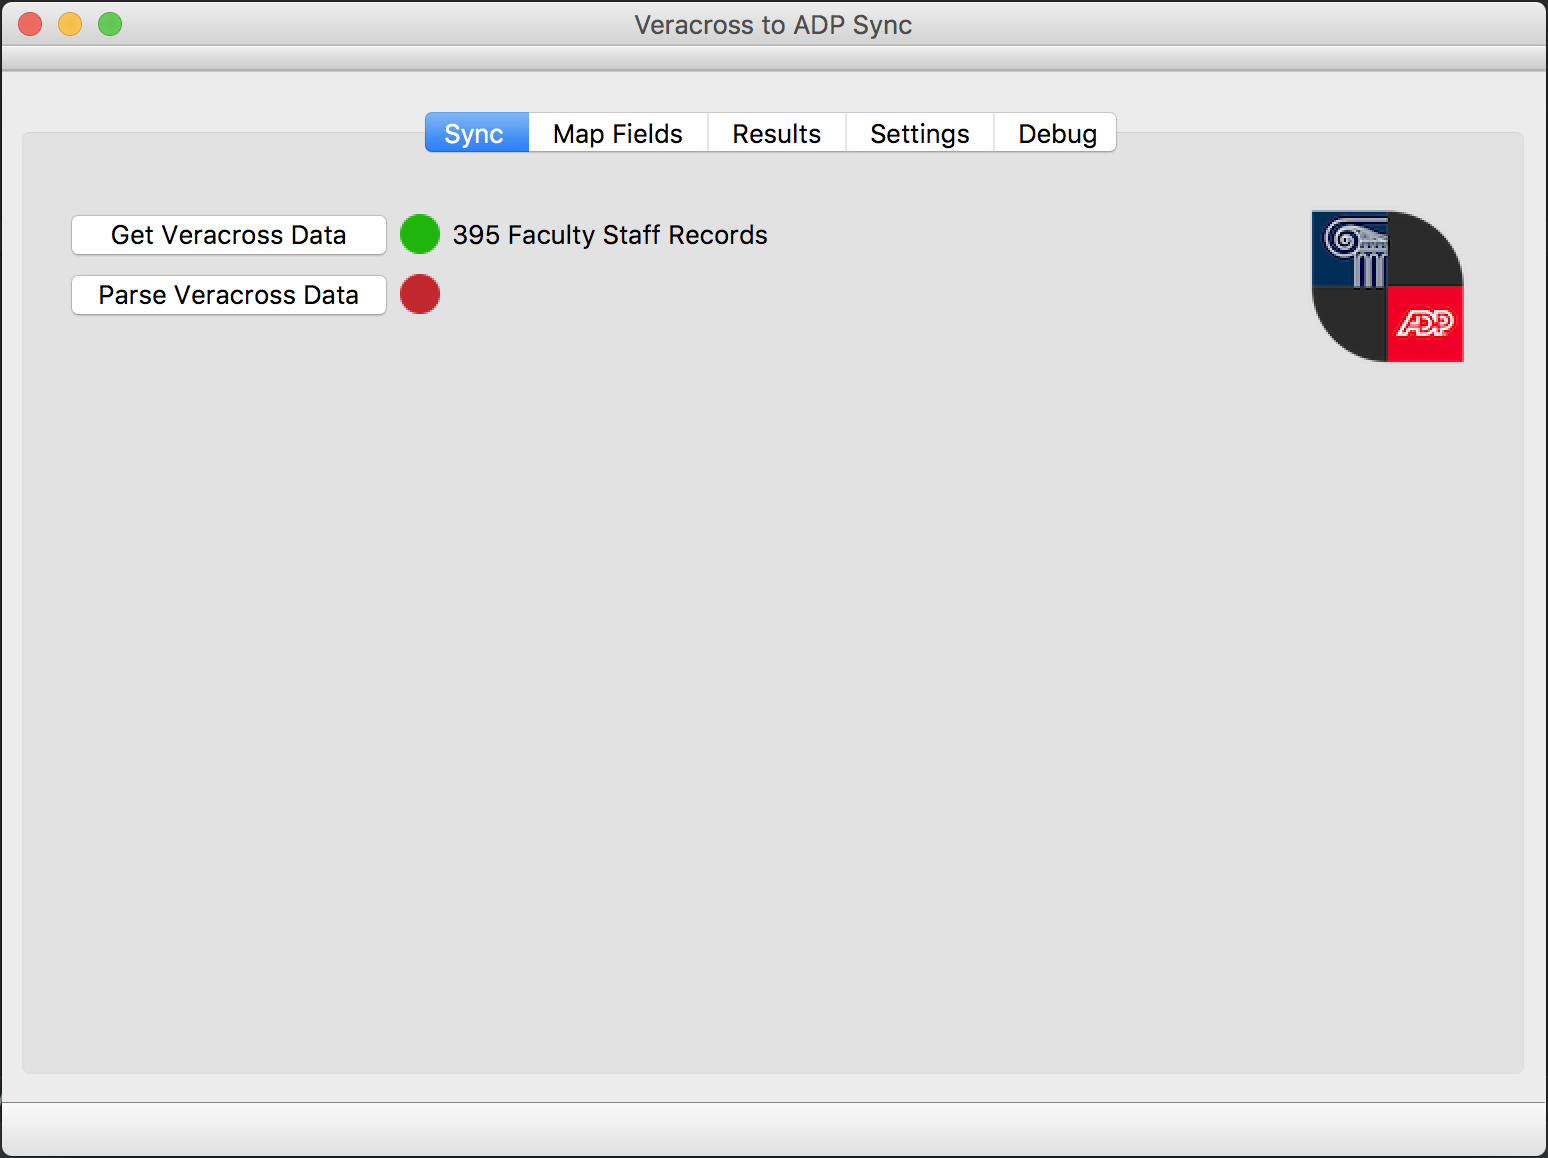 Veracross to ADP Sync
Sync Map Fields Results Settings Debug
Get Veracross Data 395 Faculty Staff Records
Parse Veracross Data
ADP